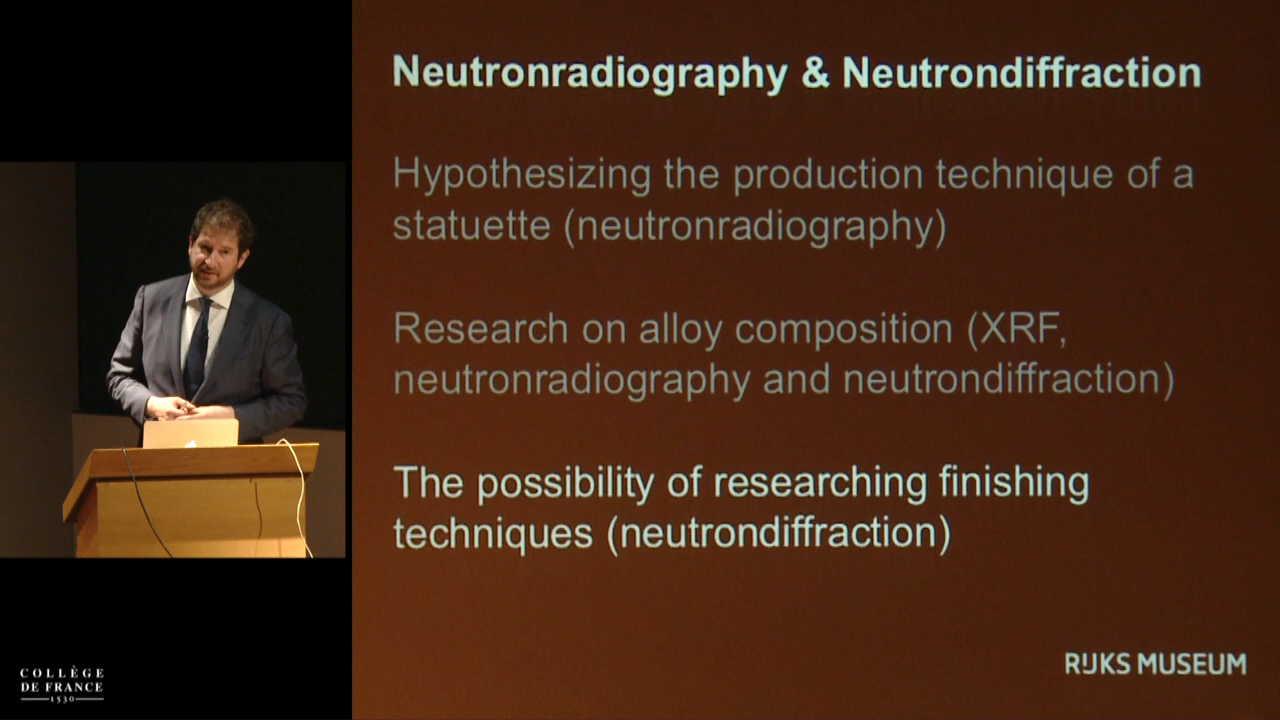 Neutronradiography & Neutrondiffraction
Hypothesizing the production technique of a
statuette (neutronradiography)
Research on alloy composition (XRF,
neutronradiography and neutrondiffraction)
The possibility of researching finishing
techniques (neutrondiffraction)
RIJKS MUSEUM
COLLÈGE
DE FRANCE
1530